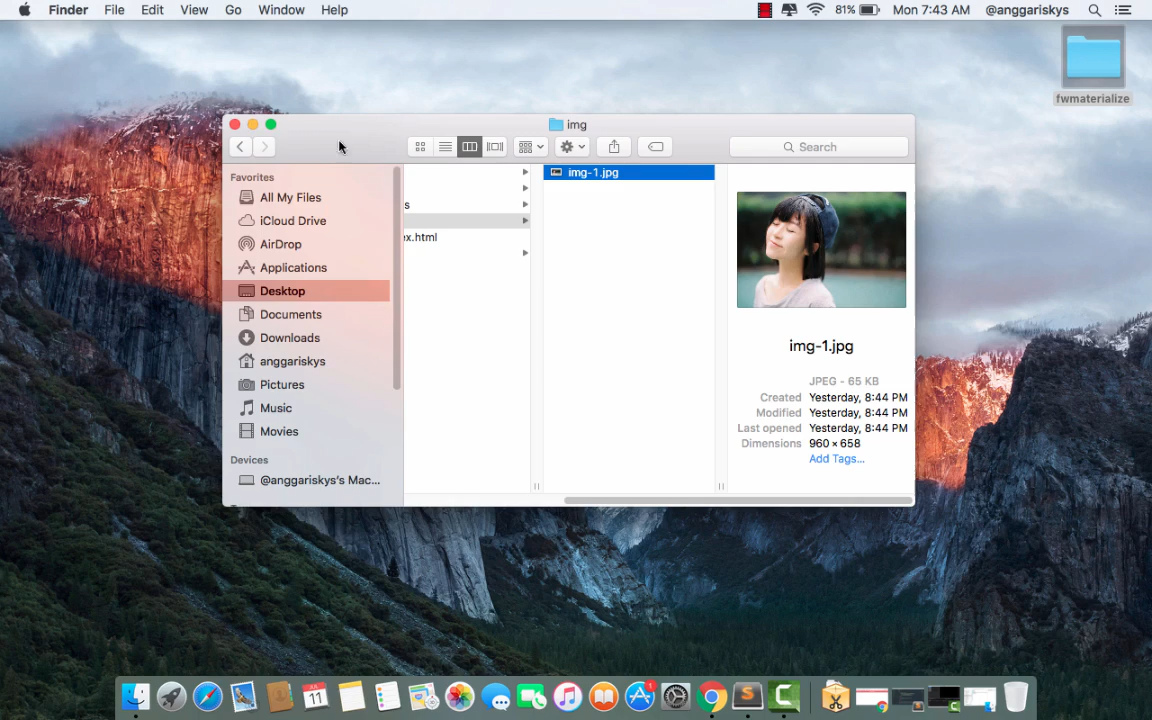 Finder File Edit View Go Window Help 81% Mon 7:43 AM @anggariskys
fwmaterialize
img
Search
Favorites
All My Files
iCloud Drive
AirDrop
Applications
Desktop
Documents
Downloads
anggariskys
Pictures
Music
Movies
Devices
@anggariskys's Mac...
s
ex.html
img-1.jpg
img-1.jpg
JPEG - 65 KB
Created Yesterday, 8:44 PM
Modified Yesterday, 8:44 PM
Last opened Yesterday, 8:44 PM
Dimensions 960 × 658
Add Tags...
JUL
11
1